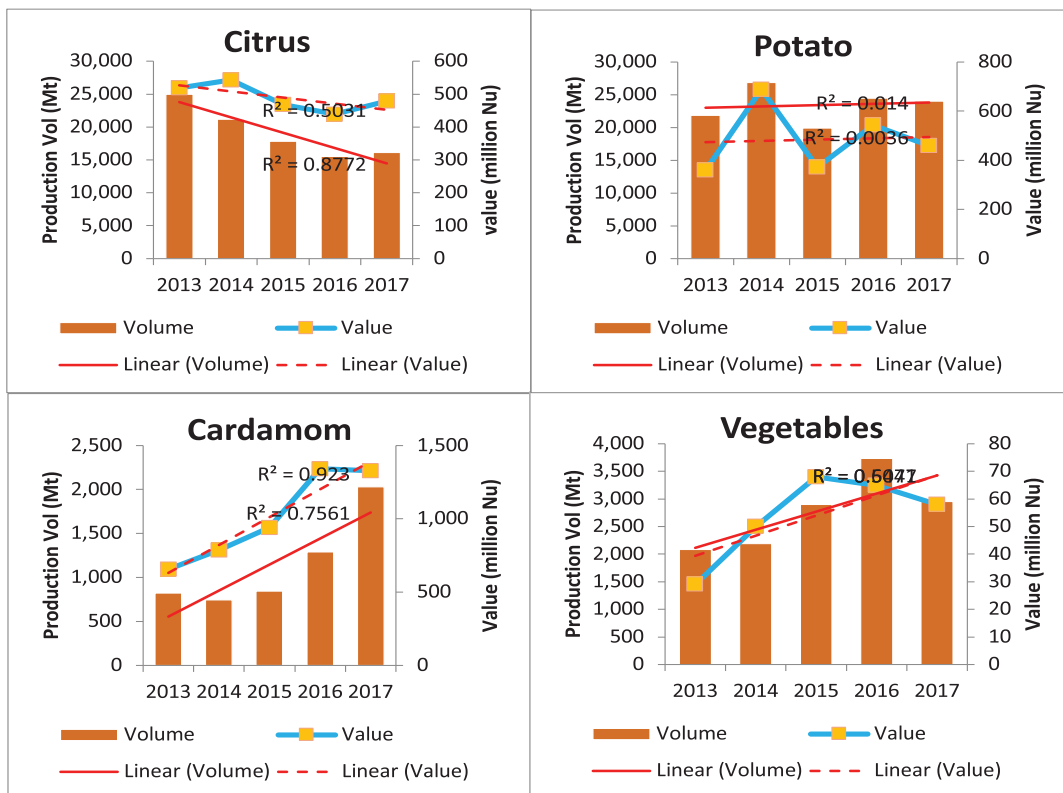 Citrus
Production Vol (Mt)
30,000
25,000
20,000
15,000
10,000
5,000
0
R² = 0.5031
R² = 0.8772
600
500
400
300
200
100
0
value (million Nu)
2013 2014 2015 2016 2017
Volume Value
Linear (Volume) Linear (Value)
Potato
Production Vol (Mt)
30,000
25,000
20,000
15,000
10,000
5,000
0
R² = 0.014
R² = 0.0036
800
600
400
200
0
Value (million Nu)
2013 2014 2015 2016 2017
Volume Value
Linear (Volume) Linear (Value)
Cardamom
Production Vol (Mt)
2,500
2,000
1,500
1,000
500
0
R² = 0.923
R² = 0.7561
1,500
1,000
500
0
Value (million Nu)
2013 2014 2015 2016 2017
Volume Value
Linear (Volume) Linear (Value)
Vegetables
Production Vol (Mt)
4,000
3,500
3,000
2,500
2,000
1,500
1,000
500
0
R² =
80
70
60
50
40
30
20
10
0
Value (million Nu)
2013 2014 2015 2016 2017
Volume Value
Linear (Volume) Linear (Value)